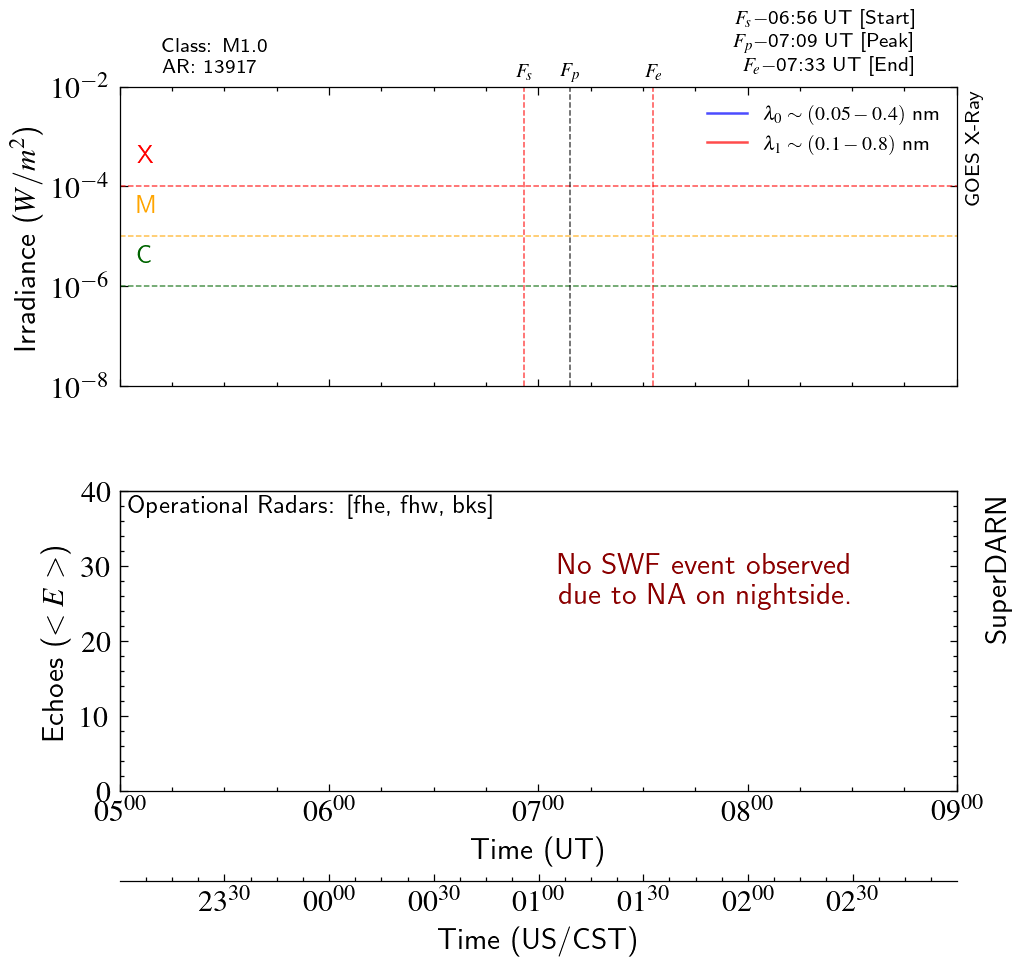 Class: M1.0
AR: 13917
F_s−06:56 UT [Start]
F_p−07:09 UT [Peak]
F_e−07:33 UT [End]
F_s F_p F_e
λ_0 ~ (0.05 − 0.4) nm
λ_1 ~ (0.1 − 0.8) nm
GOES X-Ray
Irradiance (W/m^2)
10^−2
10^−4
10^−6
10^−8
X
M
C
Operational Radars: [fhe, fhw, bks]
No SWF event observed
due to NA on nightside.
SuperDARN
Echoes (< E >)
40
30
20
10
0
05^00 06^00 07^00 08^00 09^00
Time (UT)
23^30 00^00 00^30 01^00 01^30 02^00 02^30
Time (US/CST)